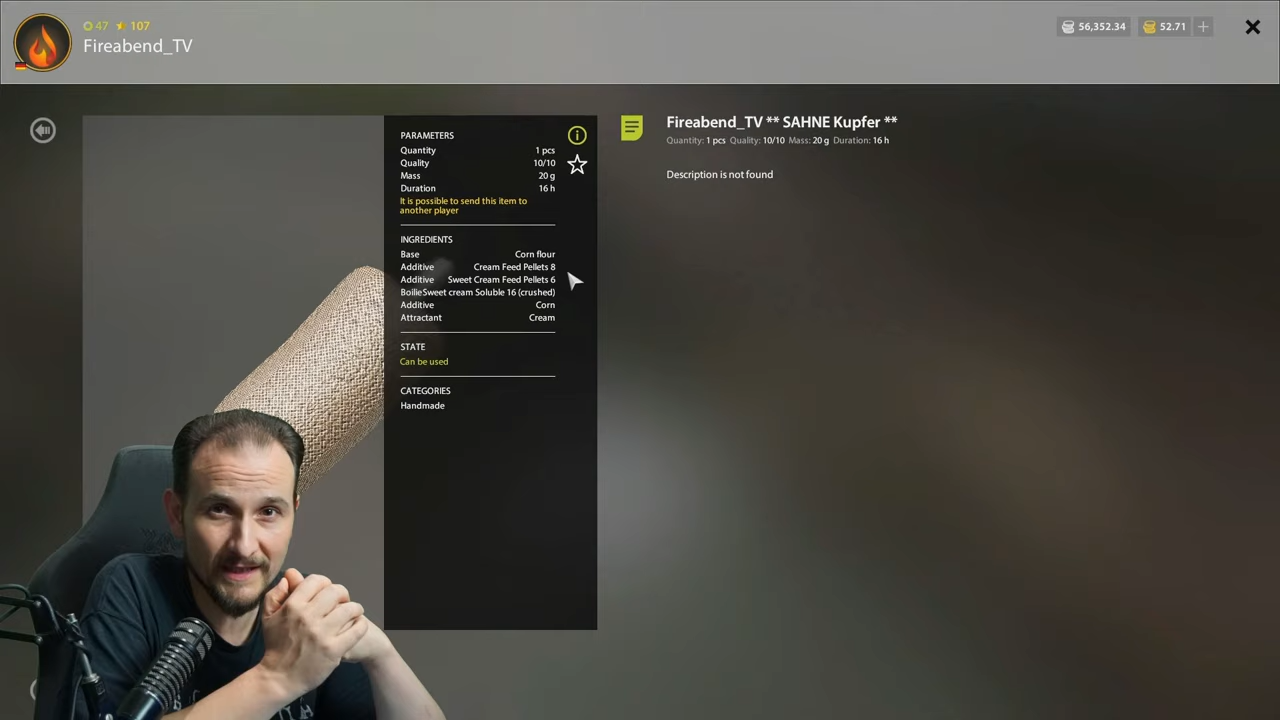 47 107
Fireabend_TV
56,352.34
52.71
PARAMETERS
Quantity 1 pcs
Quality 10/10
Mass 20 g
Duration 16 h
It is possible to send this item to
another player
INGREDIENTS
Base Corn flour
Additive Cream Feed Pellets 8
Additive Sweet Cream Feed Pellets 6
BoilieSweet cream Soluble 16 (crushed)
Additive Corn
Attractant Cream
STATE
Can be used
CATEGORIES
Handmade
Fireabend_TV ** SAHNE Kupfer **
Quantity: 1 pcs Quality: 10/10 Mass: 20 g Duration: 16 h
Description is not found